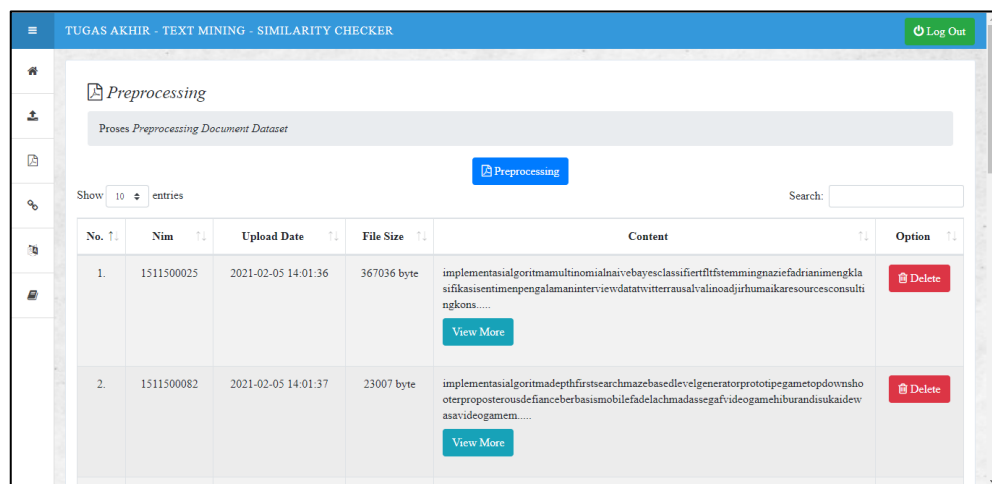 TUGAS AKHIR - TEXT MINING - SIMILARITY CHECKER
Log Out
Preprocessing
Proses Preprocessing Document Dataset
Preprocessing
Show 10 entries
Search:
No. Nim Upload Date File Size Content Option
1. 1511500025 2021-02-05 14:01:36 367036 byte implementasialgoritmamultinomialnaivebayesclassifiertfitfstemmingnaziefadrianimengkla Delete
sifikasisentimenpengalamaninterviewdatatwitterrausalvalinoadjirhumaikaresourcesconsulti
ngkons.....
View More
2. 1511500082 2021-02-05 14:01:37 23007 byte implementasialgoritmadepthfirstsearchmazebasedlevelgeneratorprototipegametopdownsho Delete
oterproposterousdefianceberbasismobilefadelachmadassegafvideogamehiburandisukaidew
asavideogamem.....
View More